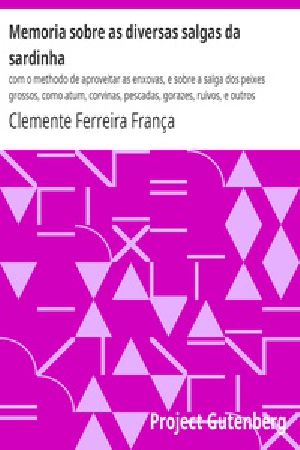 Memoria sobre as diversas salgas da
sardinha
com o methodo de aproveitar as enxovas, e sobre a salga dos peixes
grossos, como atum, corvinas, pescadas, gorazes, ruivos, e outros
Clemente Ferreira França
Project Gutenberg